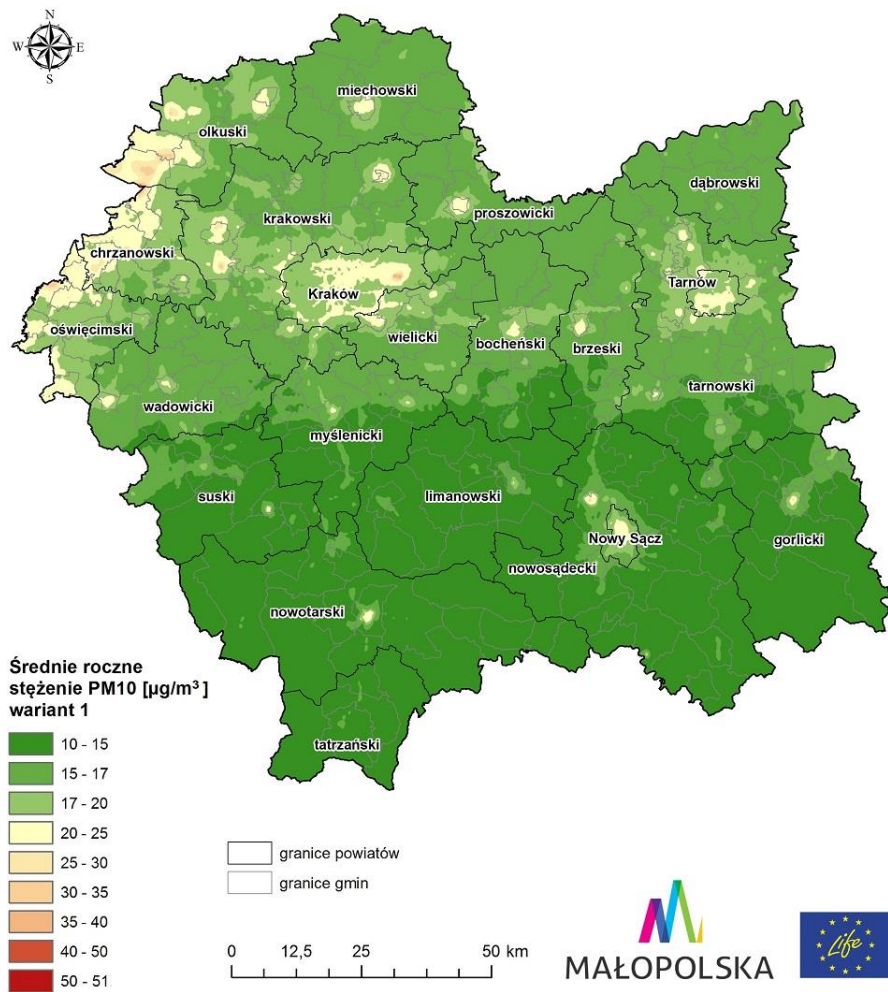 N
W E
S
miechowski
olkuski
dąbrowski
krakowski
proszowicki
chrzanowski
Tarnów
Kraków
oświęcimski
wielicki
bocheński
brzeski
tarnowski
wadowicki
myślenicki
suski
limanowski
Nowy Sącz
gorlicki
nowosądecki
nowotarski
tatrzański
Średnie roczne
stężenie PM10 [µg/m³]
wariant 1
10 - 15
15 - 17
17 - 20
20 - 25
25 - 30
30 - 35
35 - 40
40 - 50
50 - 51
granice powiatów
granice gmin
0 12,5 25 50 km
MAŁOPOLSKA
Life